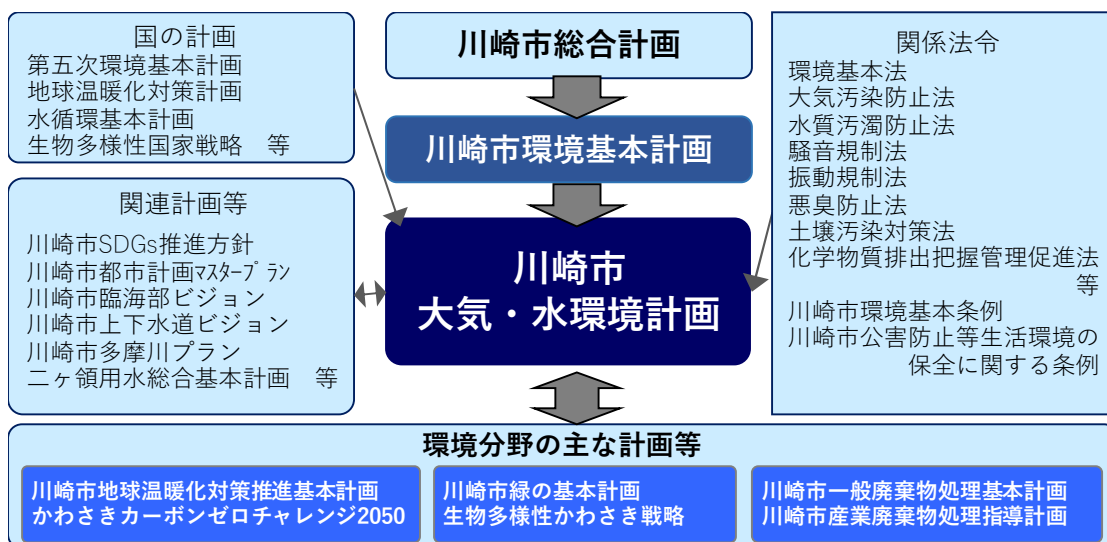 国の計画
第五次環境基本計画
地球温暖化対策計画
水循環基本計画
生物多様性国家戦略　等
関連計画等
川崎市SDGs推進方針
川崎市都市計画ﾏｽﾀｰﾌﾟﾗﾝ
川崎市臨海部ビジョン
川崎市上下水道ビジョン
川崎市多摩川プラン
二ヶ領用水総合基本計画　等
川崎市総合計画
川崎市環境基本計画
川崎市
大気・水環境計画
関係法令
環境基本法
大気汚染防止法
水質汚濁防止法
騒音規制法
振動規制法
悪臭防止法
土壌汚染対策法
化学物質排出把握管理促進法
等
川崎市環境基本条例
川崎市公害防止等生活環境の
保全に関する条例
環境分野の主な計画等
川崎市地球温暖化対策推進基本計画
かわさきカーボンゼロチャレンジ2050
川崎市緑の基本計画
生物多様性かわさき戦略
川崎市一般廃棄物処理基本計画
川崎市産業廃棄物処理指導計画